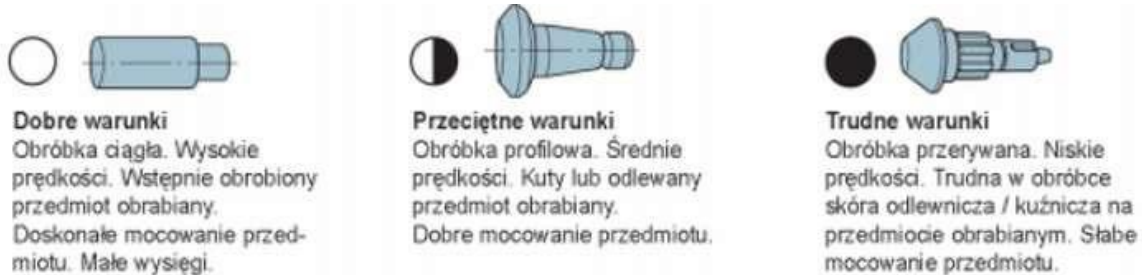 Dobre warunki
Obróbka ciągła. Wysokie
prędkości. Wstępnie obrobiony
przedmiot obrabiany.
Doskonałe mocowanie przed-
miotu. Małe wysięgi.
Przeciętne warunki
Obróbka profilowa. Średnie
prędkości. Kuty lub odlewany
przedmiot obrabiany.
Dobre mocowanie przedmiotu.
Trudne warunki
Obróbka przerywana. Niskie
prędkości. Trudna w obróbce
skóra odlewnicza / kuźnicza na
przedmiocie obrabianym. Słabe
mocowanie przedmiotu.